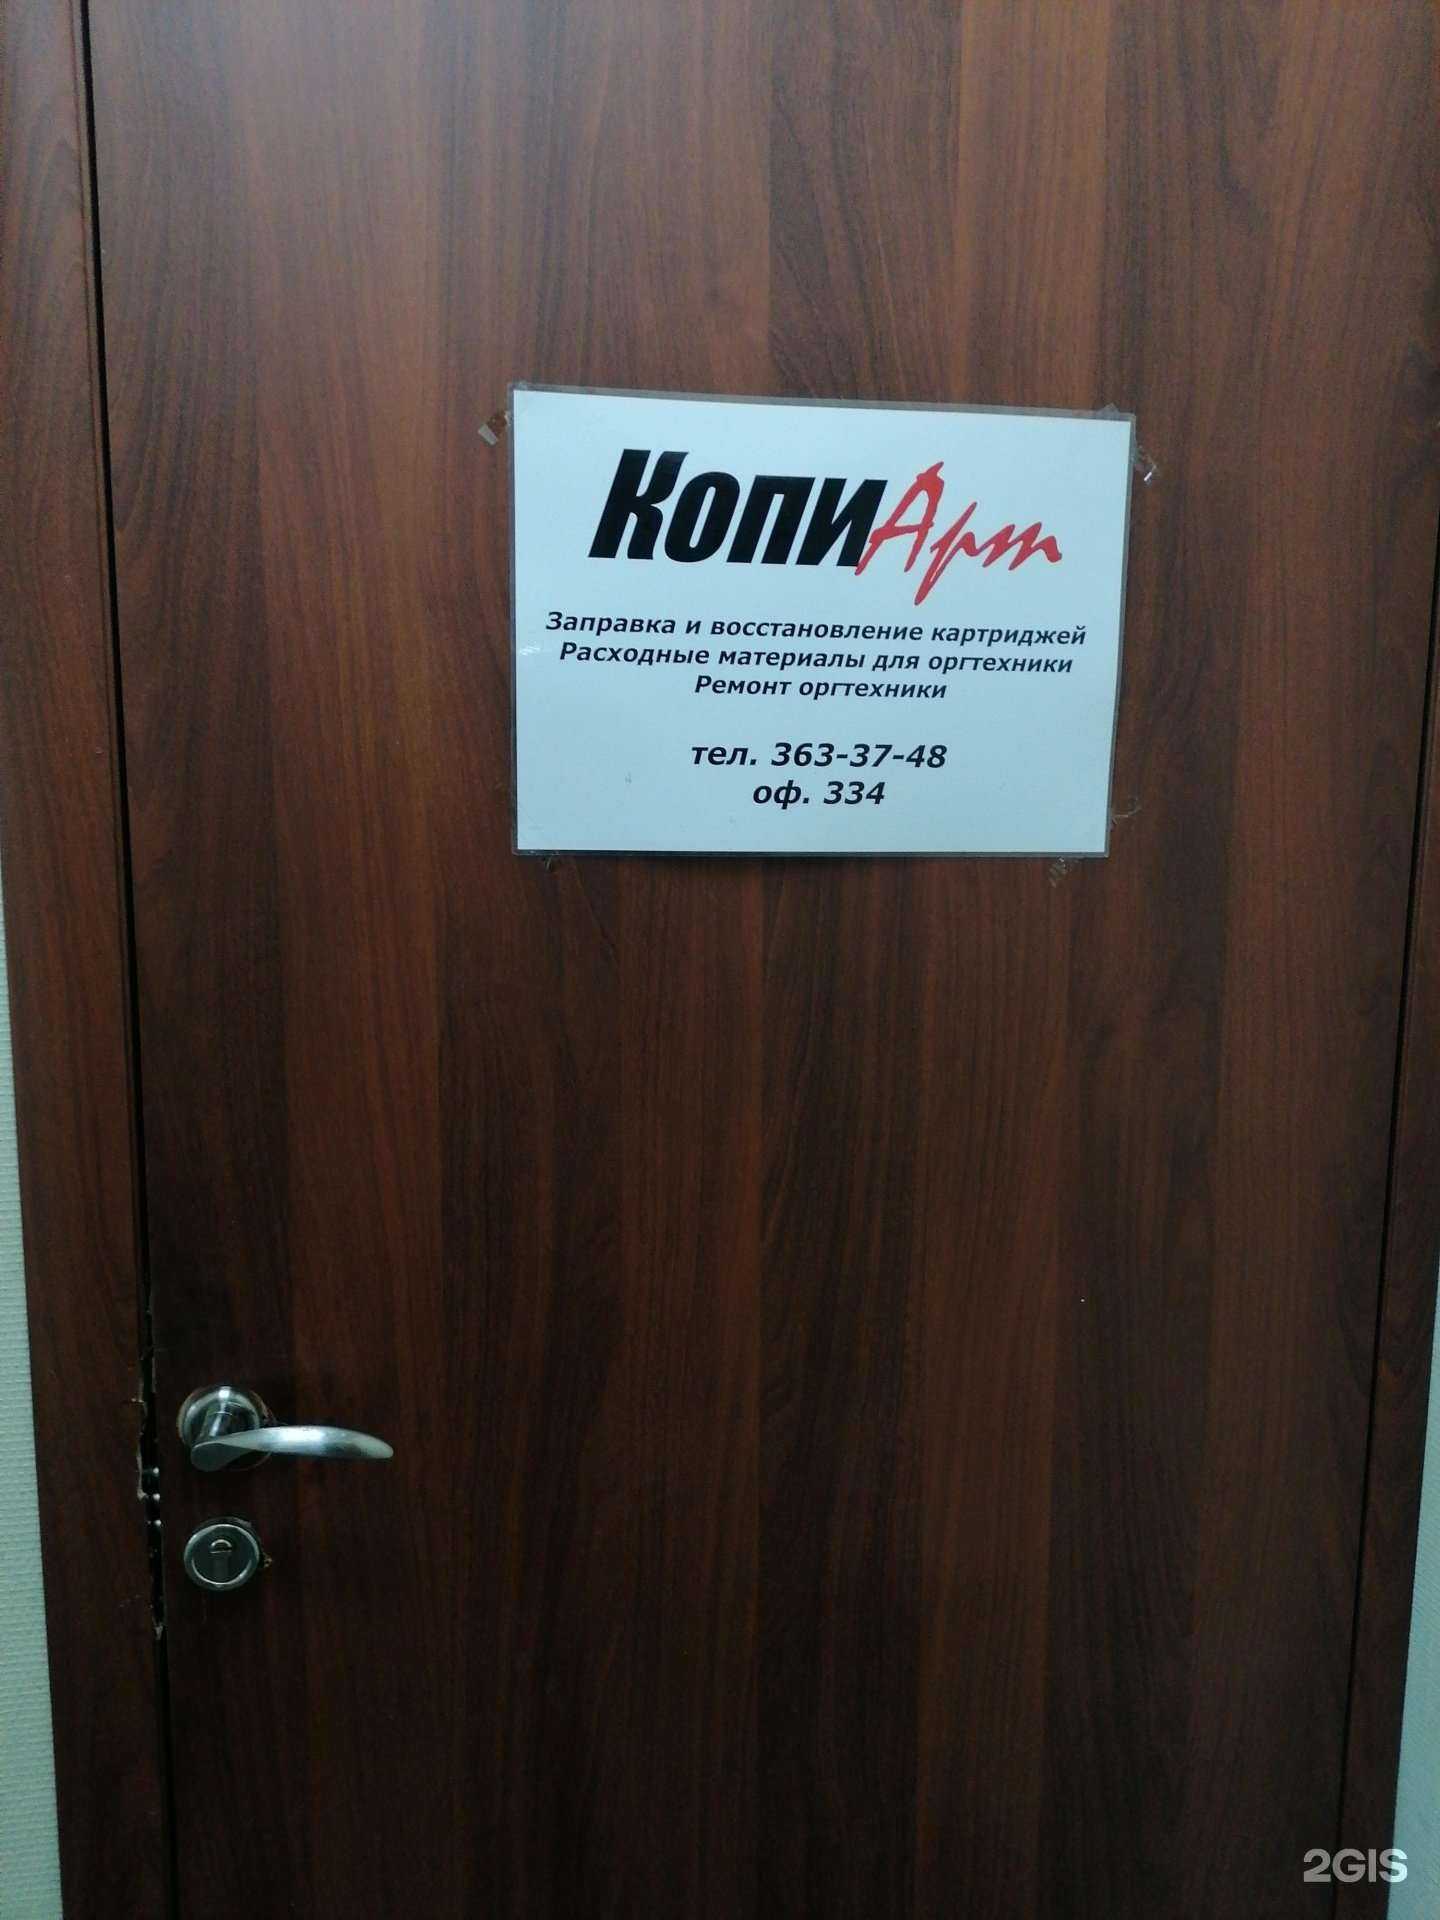 КопиАрт
Заправка и восстановление картриджей
Расходные материалы для оргтехники
Ремонт оргтехники
тел. 363-37-48
оф. 334
2GIS